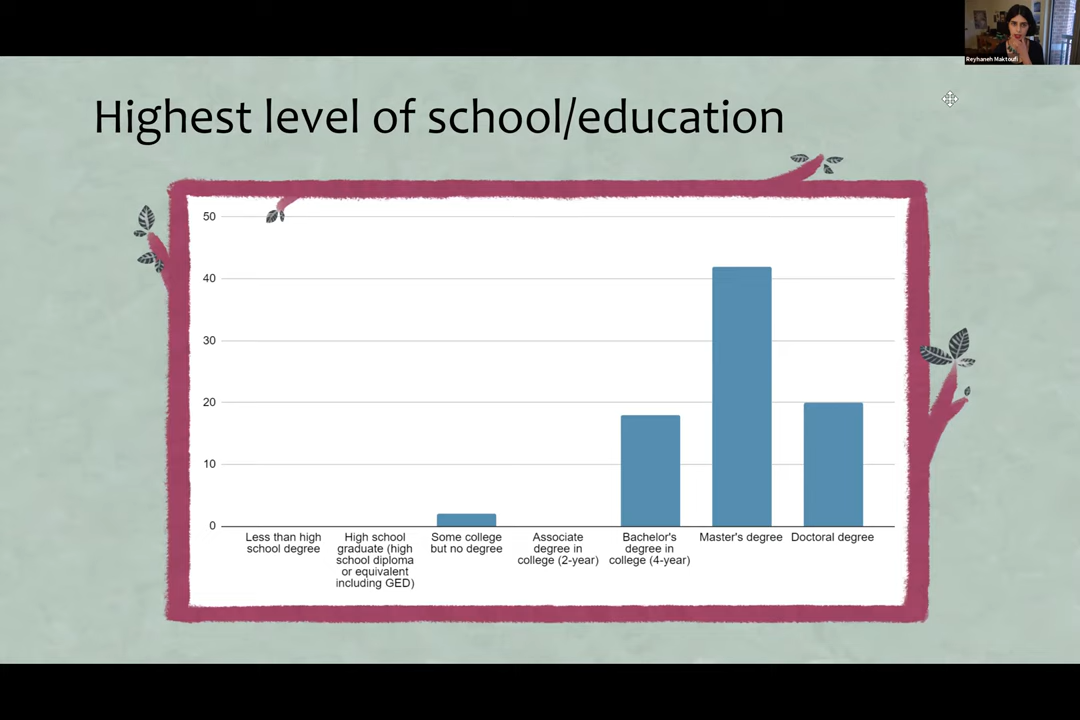 Reyhaneh Maktoufi
Highest level of school/education
50
40
30
20
10
0
Less than high
school degree
High school
graduate (high
school diploma
or equivalent
including GED)
Some college
but no degree
Associate
degree in
college (2-year)
Bachelor's
degree in
college (4-year)
Master's degree
Doctoral degree